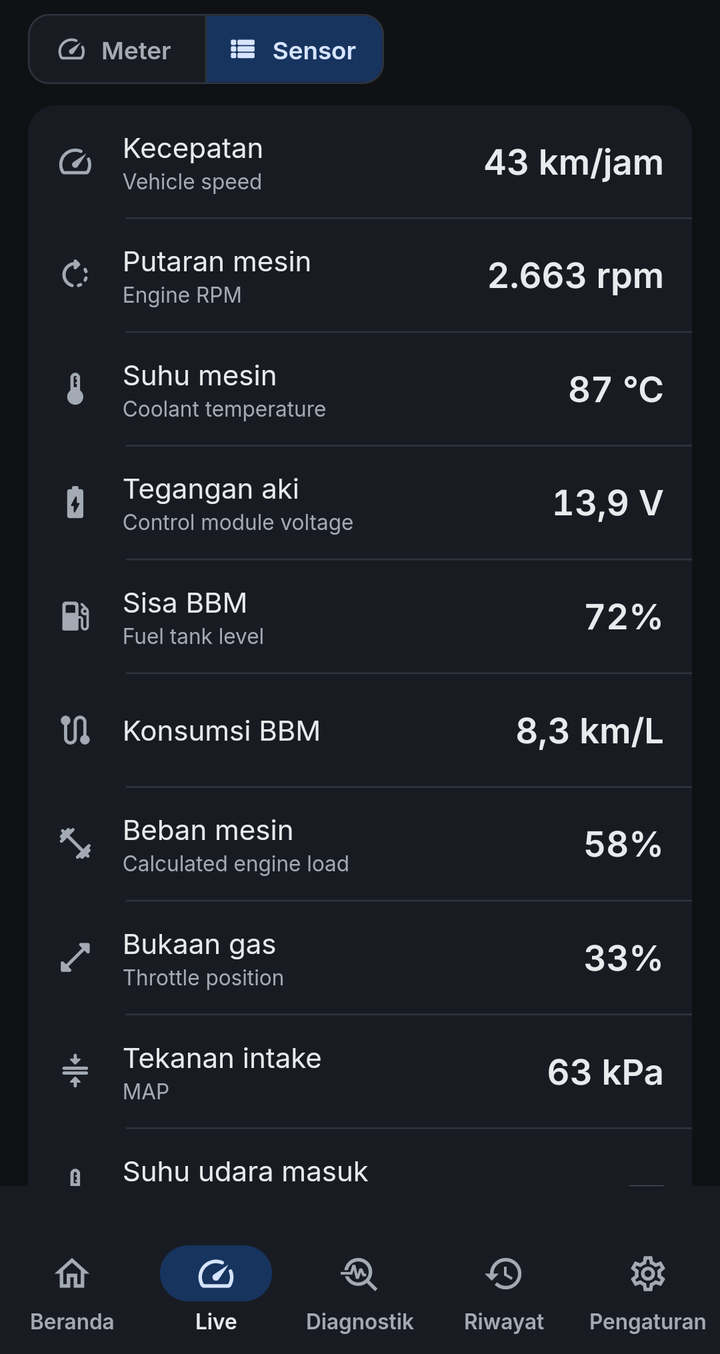 Meter
Sensor
Kecepatan
Vehicle speed
43 km/jam
Putaran mesin
Engine RPM
2.663 rpm
Suhu mesin
Coolant temperature
87 °C
Tegangan aki
Control module voltage
13,9 V
Sisa BBM
Fuel tank level
72%
Konsumsi BBM
8,3 km/L
Beban mesin
Calculated engine load
58%
Bukaan gas
Throttle position
33%
Tekanan intake
MAP
63 kPa
Suhu udara masuk
Beranda
Live
Diagnostik
Riwayat
Pengaturan